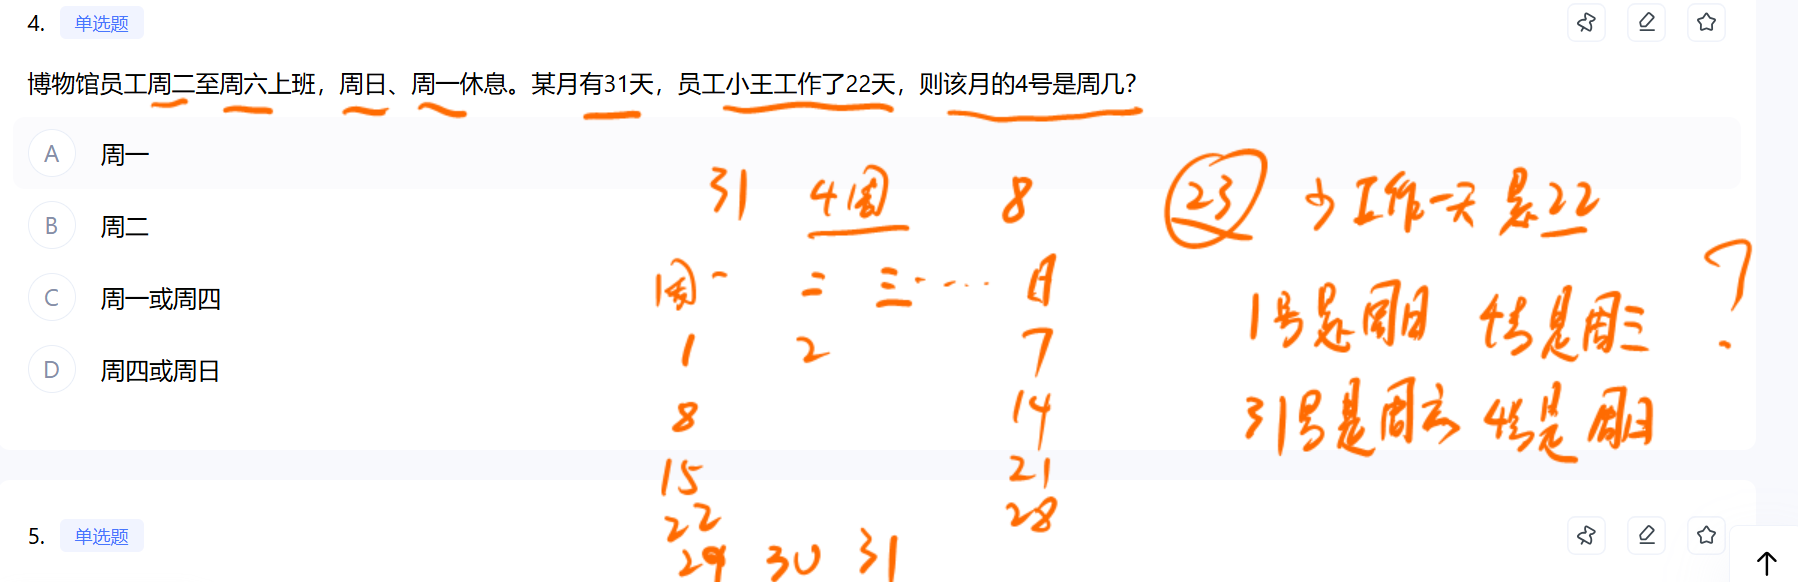 4. 单选题
博物馆员工周二至周六上班，周日、周一休息。某月有31天，员工小王工作了22天，则该月的4号是周几?
A 周一
B 周二
C 周一或周四
D 周四或周日
31 4周 8 23 少工作一天是22
周一 二 三 ...... 日
1号是周日 4号是周三 ?
1 2 7
8 14
31号是周六 4号是周日
15 21
22 28
29 30 31
5. 单选题